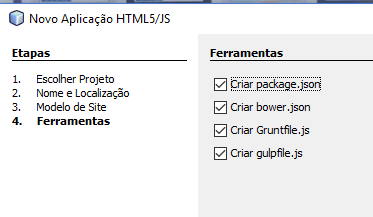 Novo Aplicação HTML5/JS
Etapas
1. Escolher Projeto
2. Nome e Localização
3. Modelo de Site
4. Ferramentas
Ferramentas
Criar package.json
Criar bower.json
Criar Gruntfile.js
Criar gulpfile.js